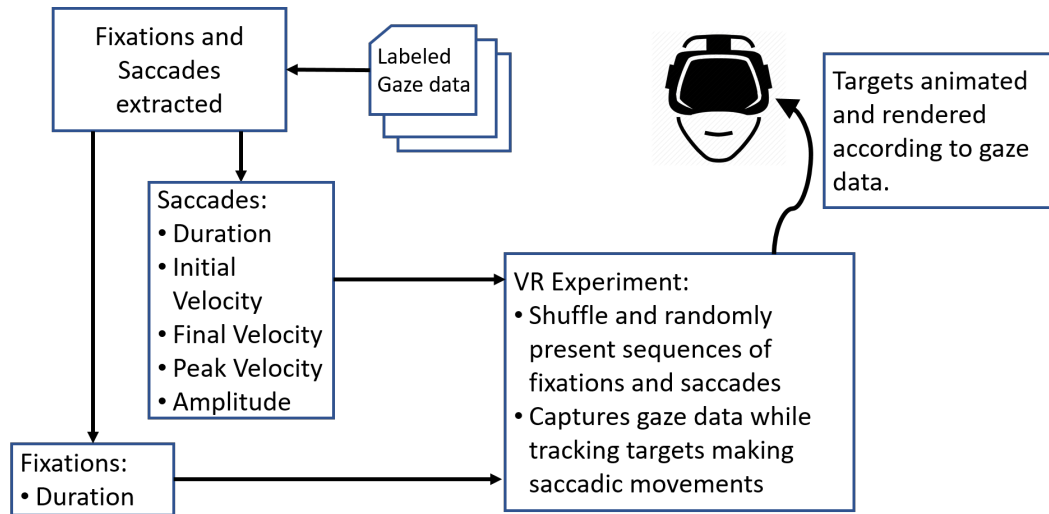 Fixations and
Saccades
extracted
Labeled
Gaze data
Targets animated
and rendered
according to gaze
data.
Saccades:
• Duration
• Initial
Velocity
• Final Velocity
• Peak Velocity
• Amplitude
VR Experiment:
• Shuffle and randomly
present sequences of
fixations and saccades
• Captures gaze data while
tracking targets making
saccadic movements
Fixations:
• Duration